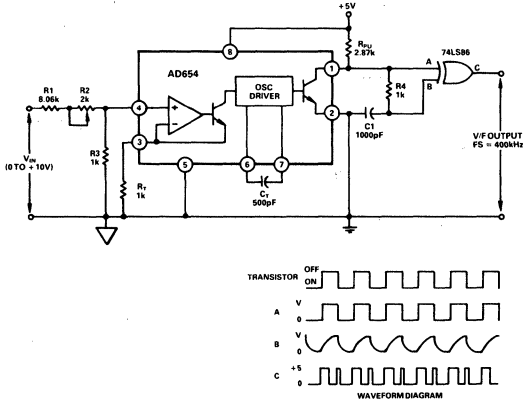 +5V
8
RPU
2.87k
1
A
74LS86
C
B
AD654
OSC
DRIVER
R4
1k
R1
8.06k
R2
2k
4
+
−
3
2
C1
1000pF
VIN
(0 TO +10V)
R3
1k
RT
1k
5
6
7
CT
500pF
V/F OUTPUT
FS = 400kHz
TRANSISTOR
OFF
ON
A
V
0
B
V
0
C
+5
0
WAVEFORM DIAGRAM